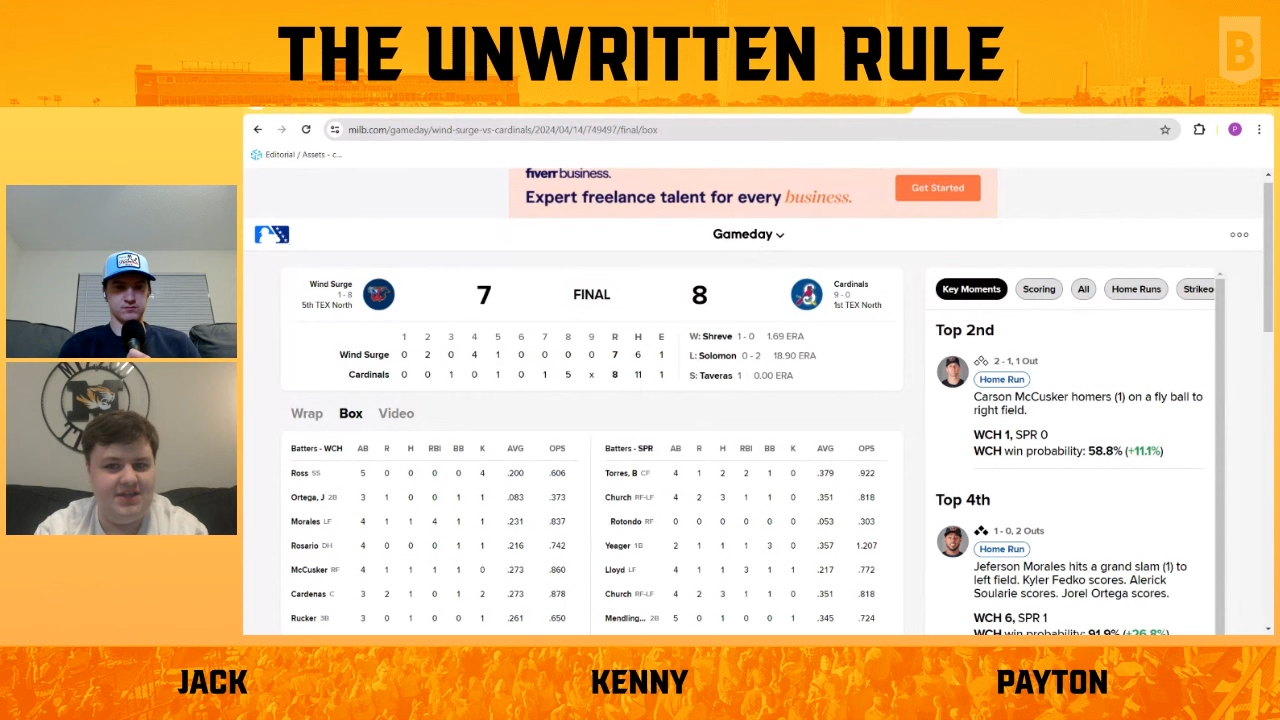 THE UNWRITTEN RULE
B
milb.com/gameday/wind-surge-vs-cardinals/2024/04/14/749497/final/box
P
Editorial / Assets - c...
fiverr business.
Expert freelance talent for every business.
Get Started
Gameday
Wind Surge
1 - 8
5th TEX North
7
FINAL
8
Cardinals
9 - 0
1st TEX North
1 2 3 4 5 6 7 8 9 R H E
Wind Surge 0 2 0 4 1 0 0 0 0 7 6 1
Cardinals 0 0 1 0 1 0 1 5 x 8 11 1
W: Shreve 1 - 0 1.69 ERA
L: Solomon 0 - 2 18.90 ERA
S: Taveras 1 0.00 ERA
Wrap Box Video
Batters - WCH AB R H RBI BB K AVG OPS
Ross SS 5 0 0 0 0 4 .200 .606
Ortega, J 2B 3 1 0 0 1 1 .083 .373
Morales LF 4 1 1 4 1 1 .231 .837
Rosario DH 4 0 0 0 1 1 .216 .742
McCusker RF 4 1 1 1 1 0 .273 .860
Cardenas C 3 2 1 0 1 2 .273 .878
Rucker 3B 3 0 1 0 0 0 .261 .650
Batters - SPR AB R H RBI BB K AVG OPS
Torres, B CF 4 1 2 2 1 0 .379 .922
Church RF-LF 4 2 3 1 1 0 .351 .818
Rotondo RF 0 0 0 0 0 0 .053 .303
Yeager 1B 2 1 1 1 3 0 .357 1.207
Lloyd LF 4 1 1 3 1 1 .217 .772
Church RF-LF 4 2 3 1 1 0 .351 .818
Mendling... 2B 5 0 1 0 0 1 .345 .724
Key Moments Scoring All Home Runs Strikeo
Top 2nd
2 - 1, 1 Out
Home Run
Carson McCusker homers (1) on a fly ball to
right field.
WCH 1, SPR 0
WCH win probability: 58.8% (+11.1%)
Top 4th
1 - 0, 2 Outs
Home Run
Jeferson Morales hits a grand slam (1) to
left field. Kyler Fedko scores. Alerick
Soularie scores. Jorel Ortega scores.
WCH 6, SPR 1
WCH win probability: 91.9% (+26.8%)
JACK
KENNY
PAYTON